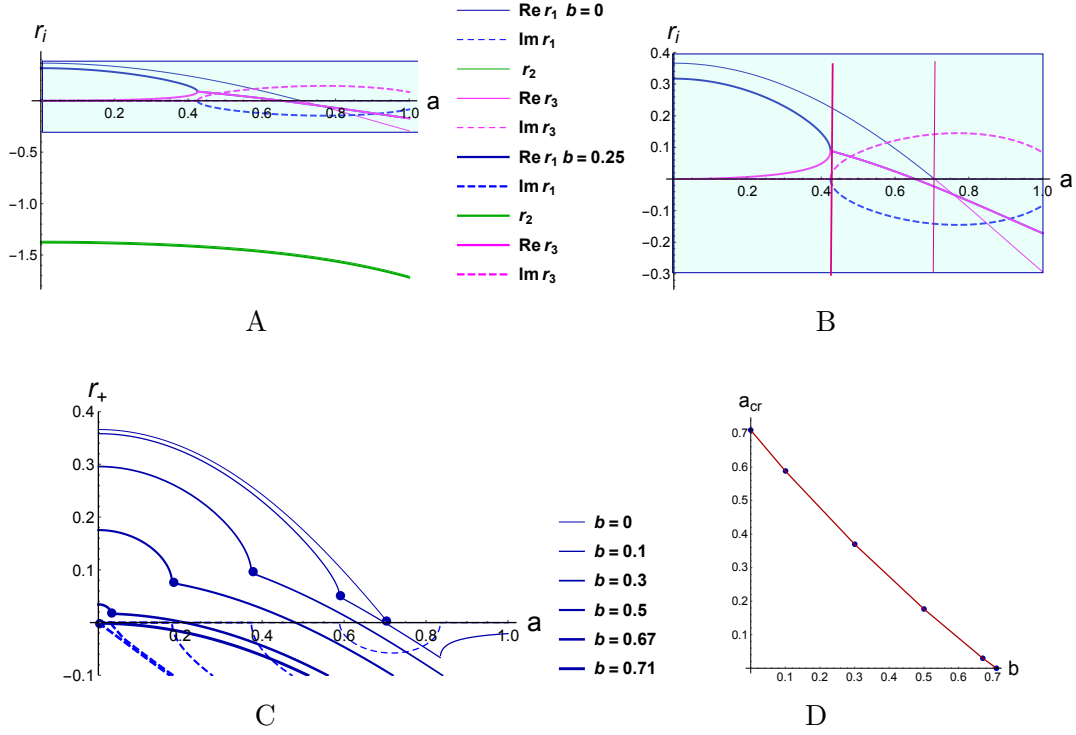 r_i
Re r_1 b = 0
Im r_1
r_2
Re r_3
Im r_3
Re r_1 b = 0.25
Im r_1
r_2
Re r_3
Im r_3
a
0.2 0.4 0.6 0.8 1.0
-0.5
-1.0
-1.5
A
r_i
0.4
0.3
0.2
0.1
-0.1
-0.2
-0.3
0.2 0.4 0.6 0.8 1.0
a
B
r_+
0.4
0.3
0.2
0.1
-0.1
0.2 0.4 0.6 0.8 1.0
a
b = 0
b = 0.1
b = 0.3
b = 0.5
b = 0.67
b = 0.71
C
a_cr
0.7
0.6
0.5
0.4
0.3
0.2
0.1
0.1 0.2 0.3 0.4 0.5 0.6 0.7
b
D